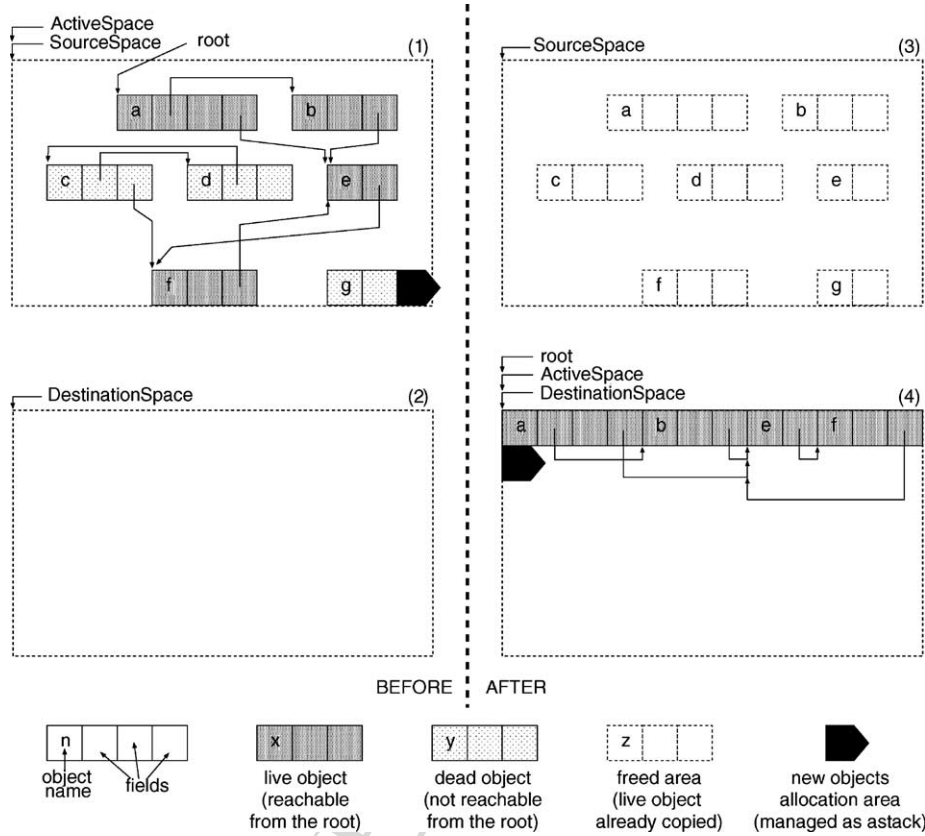 ActiveSpace
SourceSpace
root
(1)
a
b
c
d
e
f
g
SourceSpace
(3)
a
b
c
d
e
f
g
DestinationSpace
(2)
root
ActiveSpace
DestinationSpace
(4)
a
b
e
f
BEFORE
AFTER
n
object
name
fields
x
live object
(reachable
from the root)
y
dead object
(not reachable
from the root)
z
freed area
(live object
already copied)
new objects
allocation area
(managed as astack)